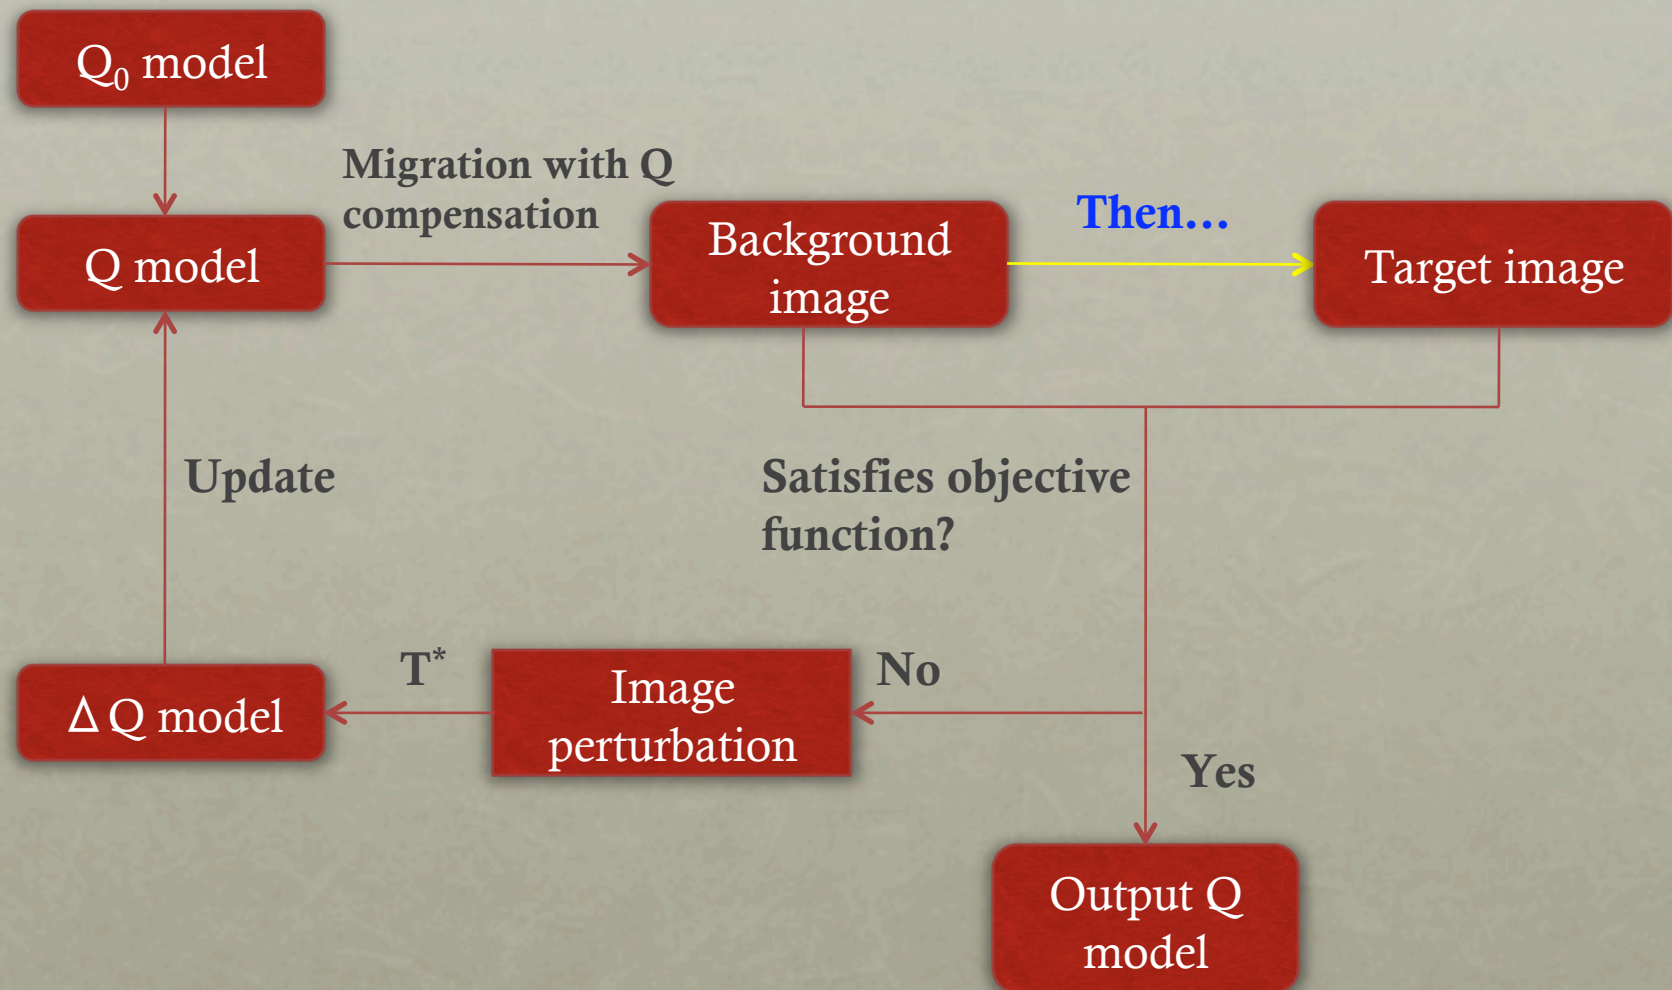 Q₀ model
Migration with Q
compensation
Q model
Background
image
Then...
Target image
Update
Satisfies objective
function?
Δ Q model
T*
Image
perturbation
No
Yes
Output Q
model